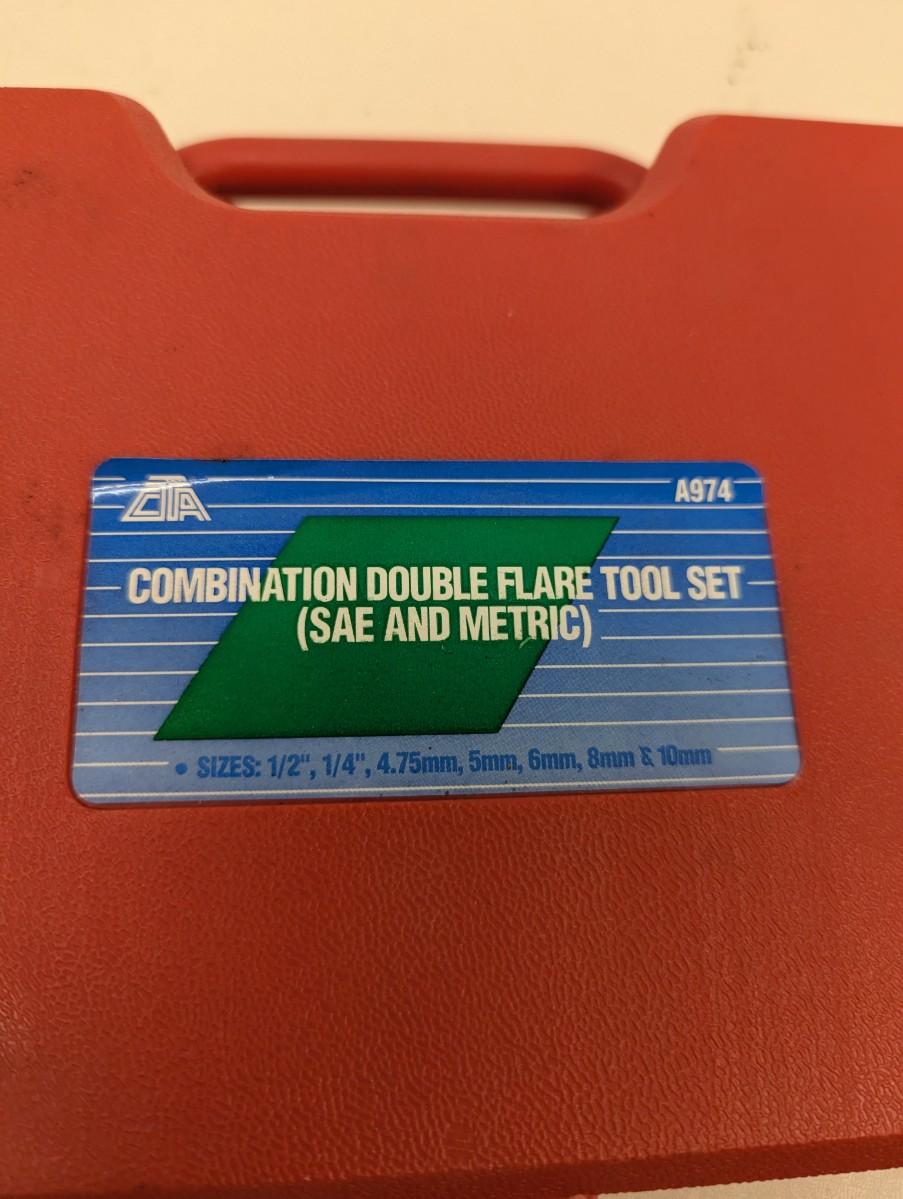 CTA
A974
COMBINATION DOUBLE FLARE TOOL SET
(SAE AND METRIC)
• SIZES: 1/2", 1/4", 4.75mm, 5mm, 6mm, 8mm & 10mm